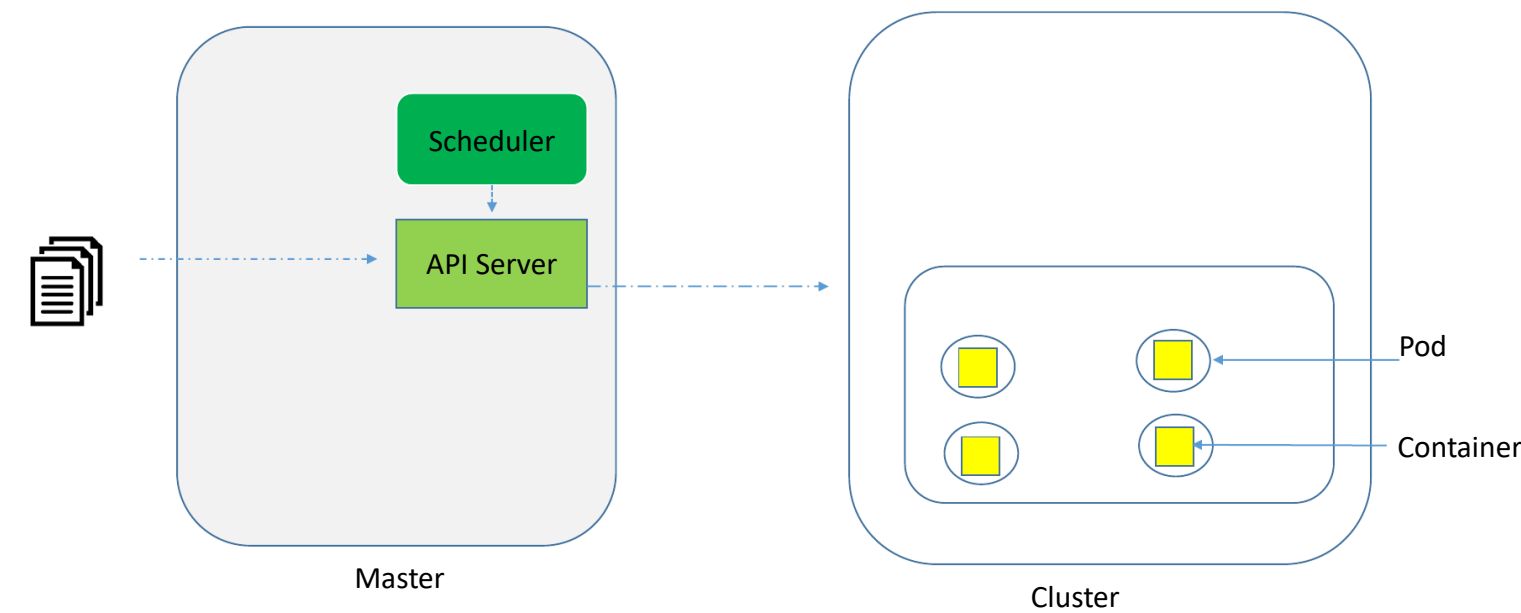 Scheduler
API Server
Pod
Container
Master
Cluster